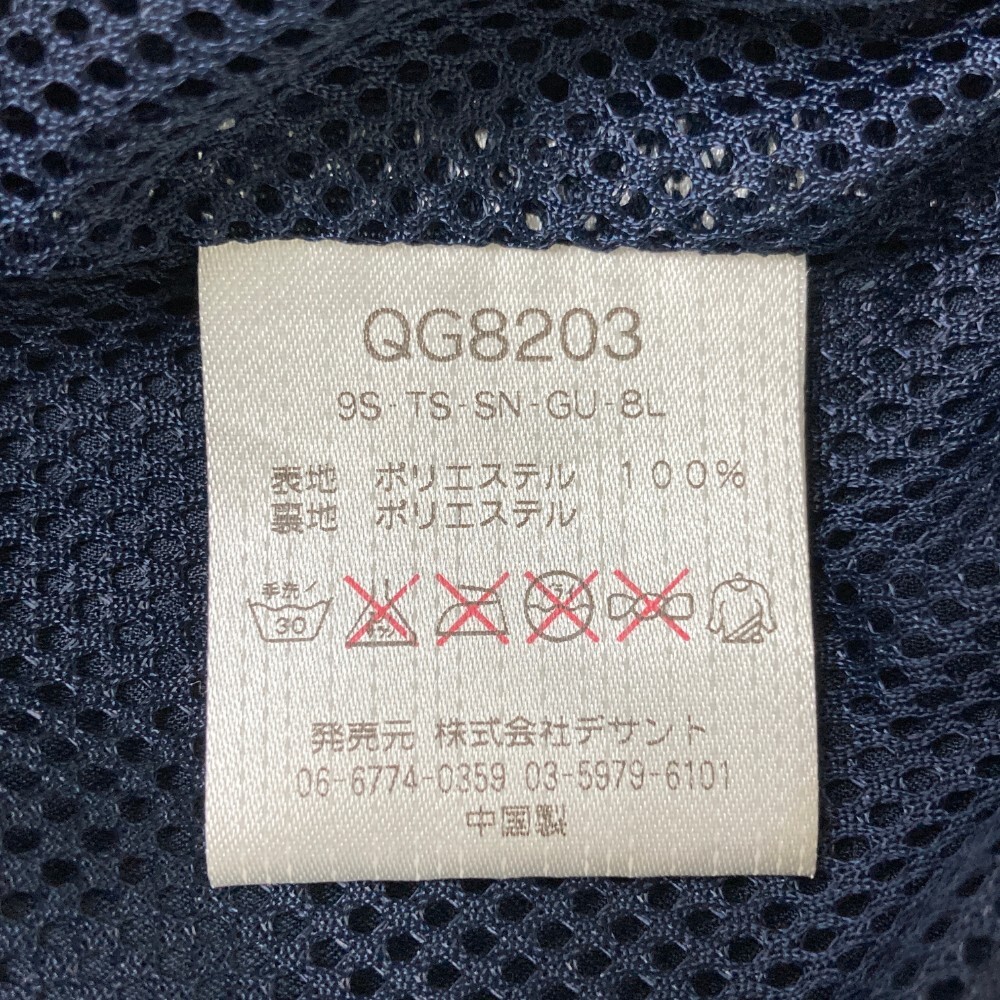 QG8203
9S-TS-SN-GU-8L
表地 ポリエステル 100%
裏地 ポリエステル
手洗イ
30
発売元 株式会社デサント
06-6774-0359 03-5979-6101
中国製